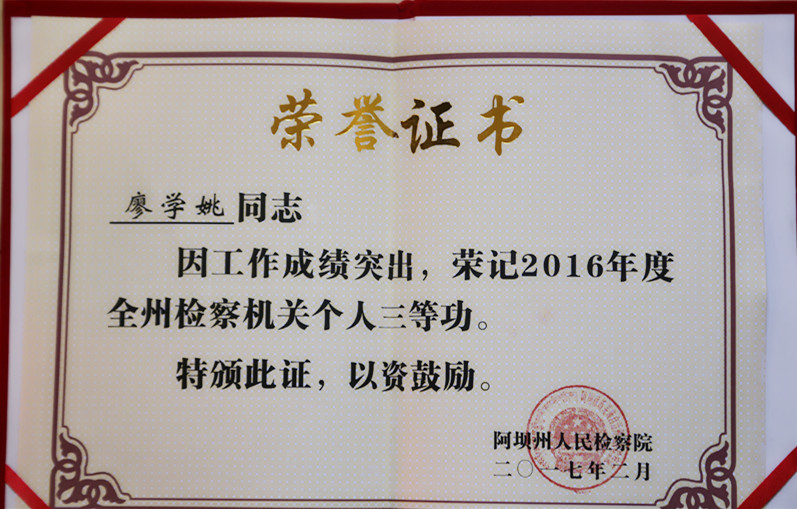 荣誉证书
廖学姚同志
因工作成绩突出，荣记2016年度
全州检察机关个人三等功。
特颁此证，以资鼓励。
阿坝州人民检察院
二〇一七年二月